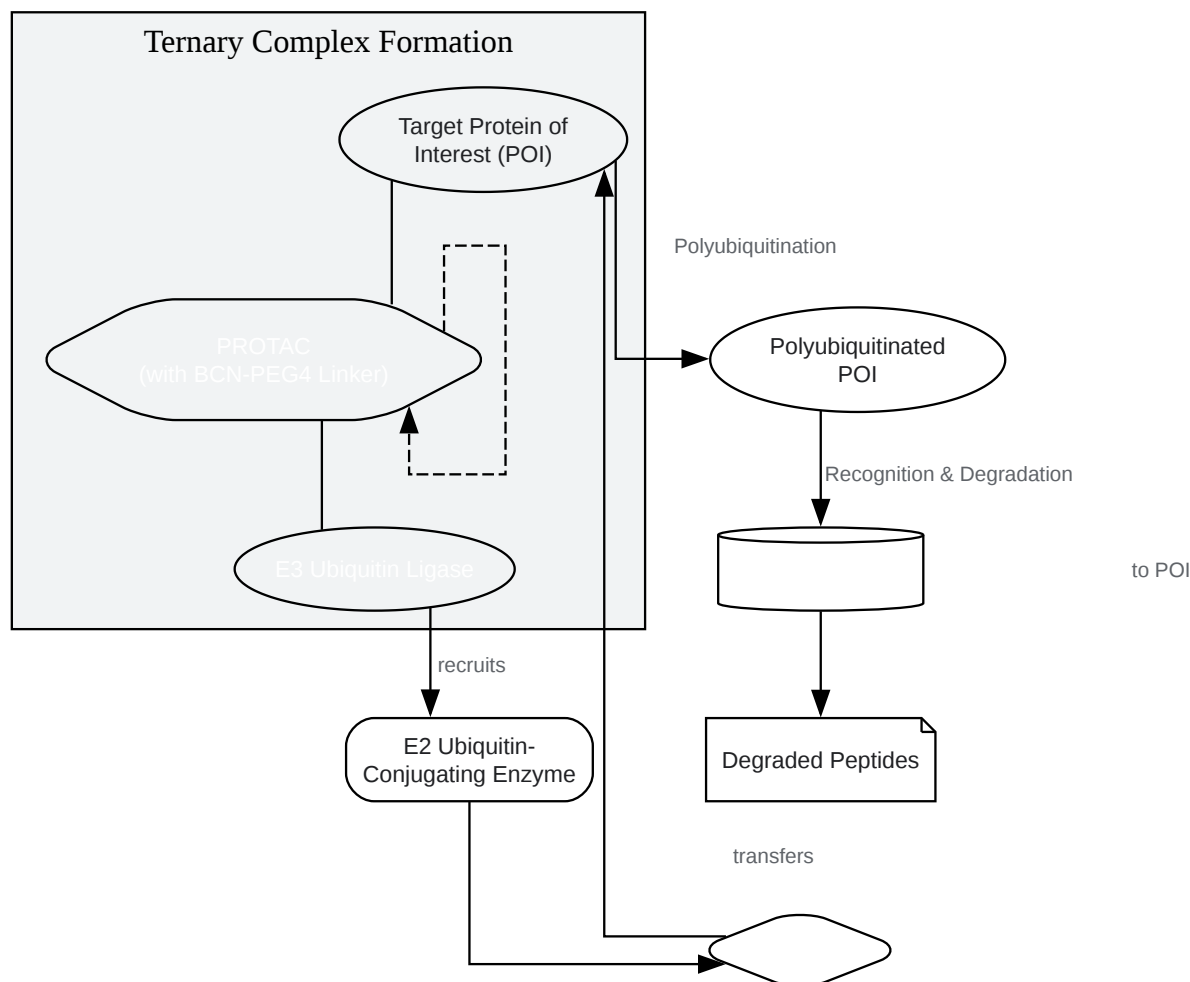 Ternary Complex Formation
Target Protein of
Interest (POI)
Polyubiquitination
PROTAC
(with BCN-PEG4 Linker)
Polyubiquitinated
POI
Recognition & Degradation
E3 Ubiquitin Ligase
to POI
recruits
E2 Ubiquitin-
Conjugating Enzyme
Degraded Peptides
transfers